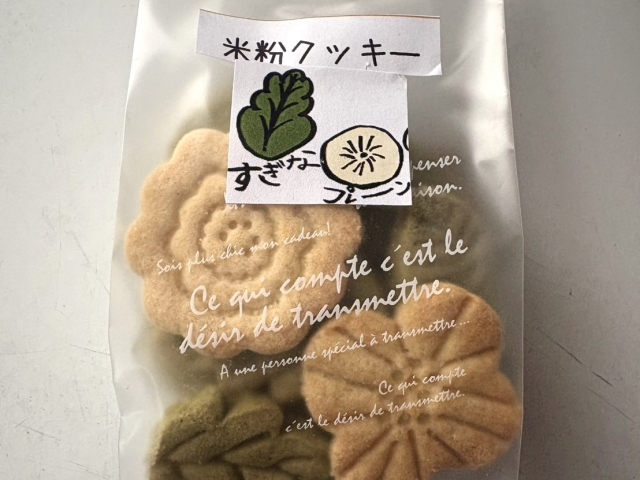 米粉クッキー
すぎな
プレーン
penser
ison.
Sois plus chic mon cadeau!
Ce qui compte c'est le
désir de transmettre.
A une personne spécial à transmettre...
Ce qui compte
c'est le désir de transmettre.